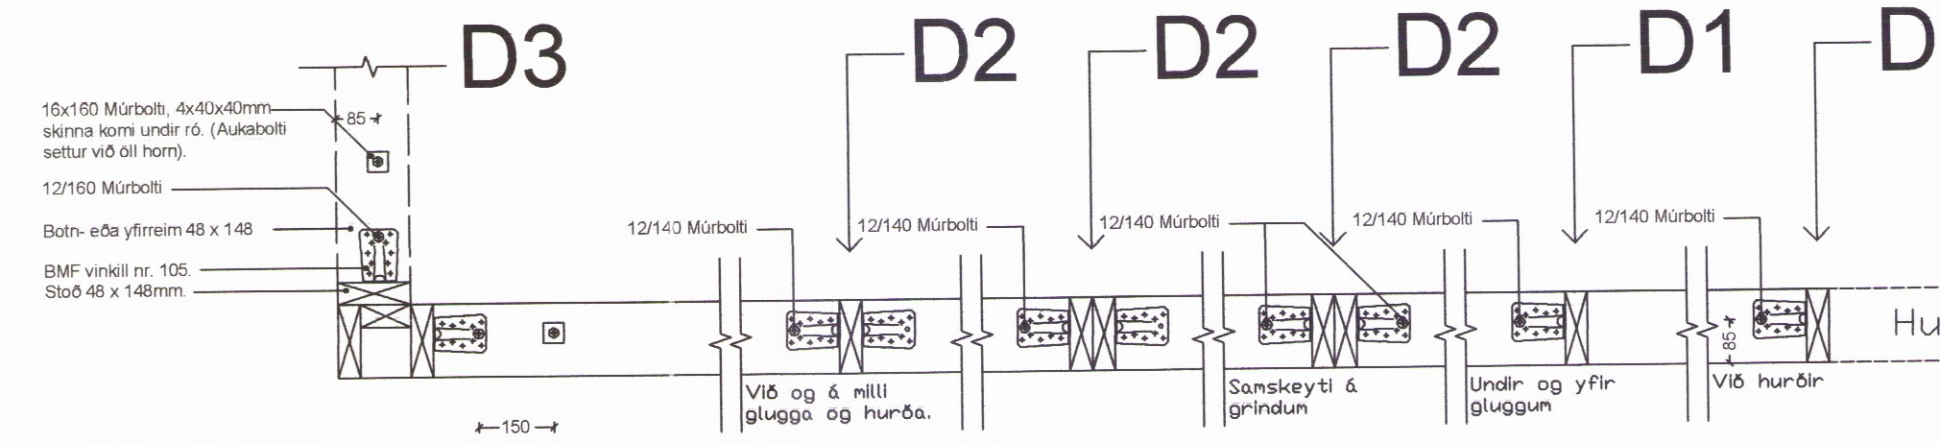 D3
D2
D2
D2
D1
D
16x160 Múrbolti, 4x40x40mm
skinna komi undir ró. (Aukabolti
settur við öll horn).
85
12/160 Múrbolti
Botn- eða yfirreim 48 x 148
BMF vinkill nr. 105.
Stoð 48 x 148mm.
12/140 Múrbolti
12/140 Múrbolti
12/140 Múrbolti
12/140 Múrbolti
12/140 Múrbolti
Hu
85
Við og á milli
glugga og hurða.
Samskeyti á
grindum
Undir og yfir
gluggum
Við hurðir
150